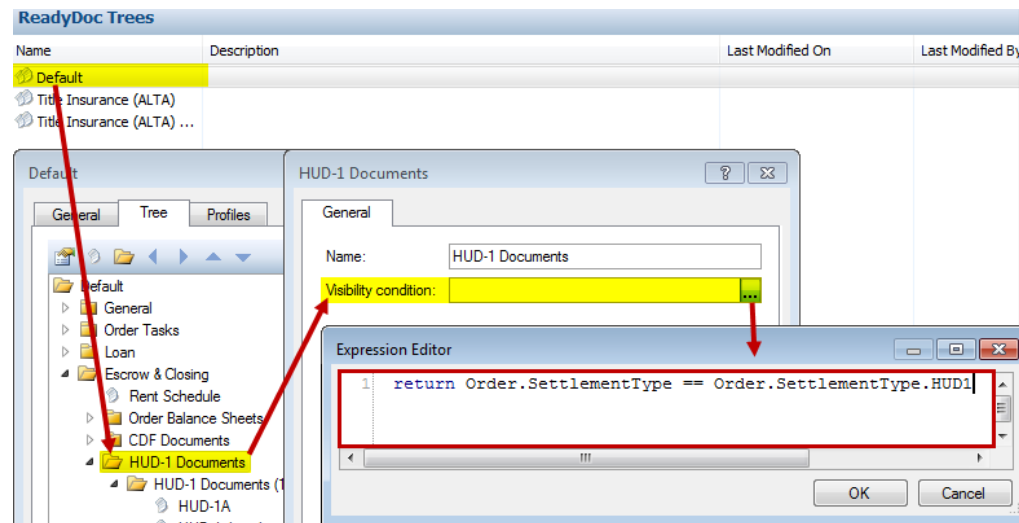 ReadyDoc Trees
Name Description Last Modified On Last Modified By
Default
Title Insurance (ALTA)
Title Insurance (ALTA) ...
Default
General Tree Profiles
Default
General
Order Tasks
Loan
Escrow & Closing
Rent Schedule
Order Balance Sheets
CDF Documents
HUD-1 Documents
HUD-1 Documents (1
HUD-1A
HUD-1 Documents
General
Name: HUD-1 Documents
Visibility condition: ...
Expression Editor
1 return Order.SettlementType == Order.SettlementType.HUD1
OK Cancel